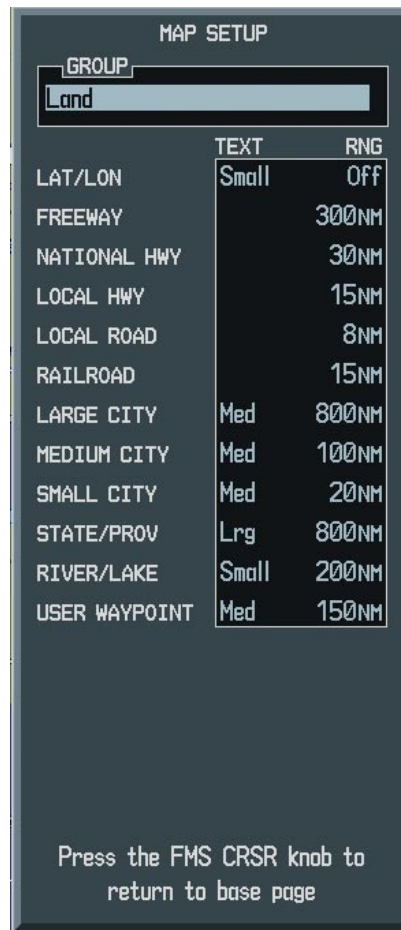 MAP SETUP
GROUP
Land
TEXT RNG
LAT/LON Small Off
FREEWAY 300NM
NATIONAL HWY 30NM
LOCAL HWY 15NM
LOCAL ROAD 8NM
RAILROAD 15NM
LARGE CITY Med 800NM
MEDIUM CITY Med 100NM
SMALL CITY Med 20NM
STATE/PROV Lrg 800NM
RIVER/LAKE Small 200NM
USER WAYPOINT Med 150NM
Press the FMS CRSR knob to
return to base page